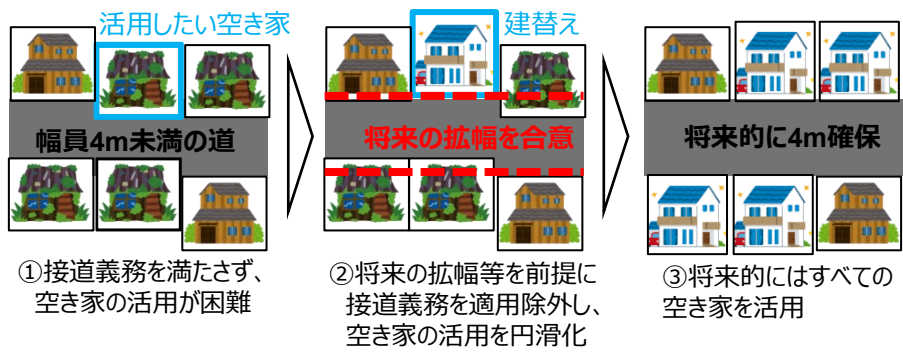 活用したい空き家
幅員4m未満の道
①接道義務を満たさず、
空き家の活用が困難
建替え
将来の拡幅を合意
②将来の拡幅等を前提に
接道義務を適用除外し、
空き家の活用を円滑化
将来的に4m確保
③将来的にはすべての
空き家を活用